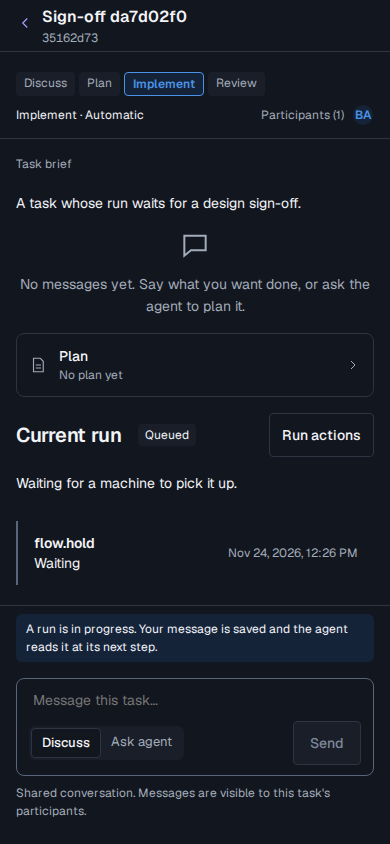 Sign-off da7d02f0
35162d73
Discuss
Plan
Implement
Review
Implement · Automatic
Participants (1)
BA
Task brief
A task whose run waits for a design sign-off.
No messages yet. Say what you want done, or ask the
agent to plan it.
Plan
No plan yet
Current run
Queued
Run actions
Waiting for a machine to pick it up.
flow.hold
Waiting
Nov 24, 2026, 12:26 PM
A run is in progress. Your message is saved and the agent
reads it at its next step.
Message this task...
Discuss
Ask agent
Send
Shared conversation. Messages are visible to this task's
participants.